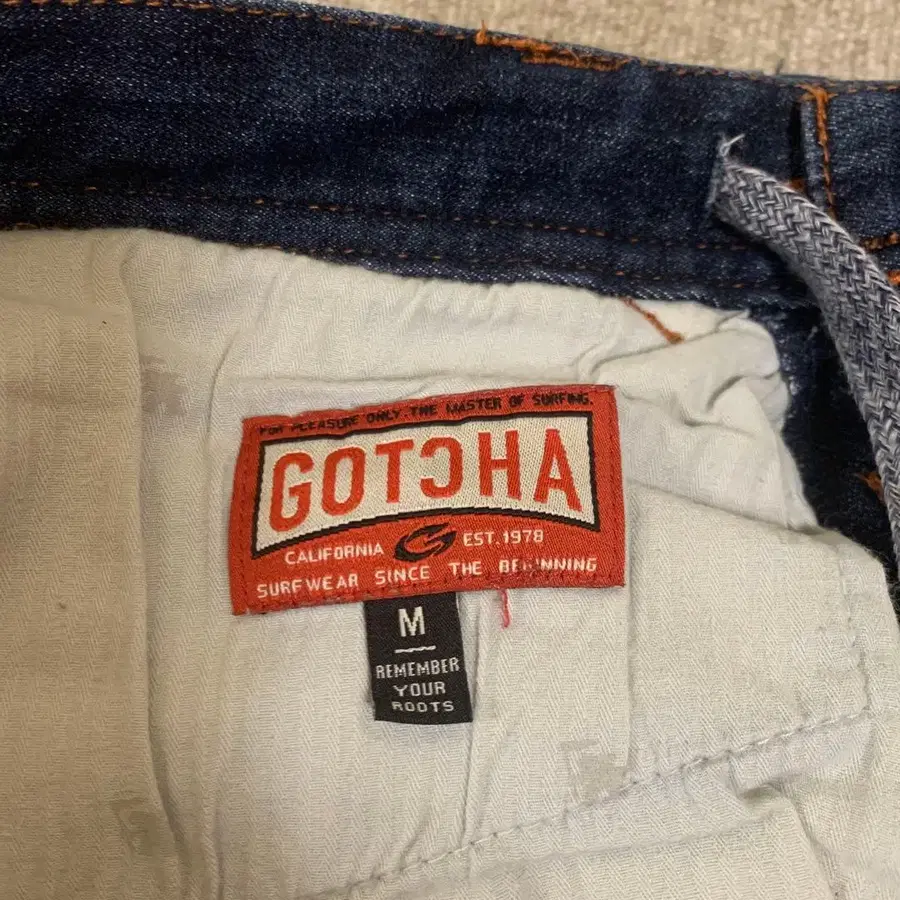 FOR PLEASURE ONLY. THE MASTER OF SURFING.
GOTCHA
CALIFORNIA EST. 1978
SURFWEAR SINCE THE BEGINNING
M
REMEMBER
YOUR
ROOTS